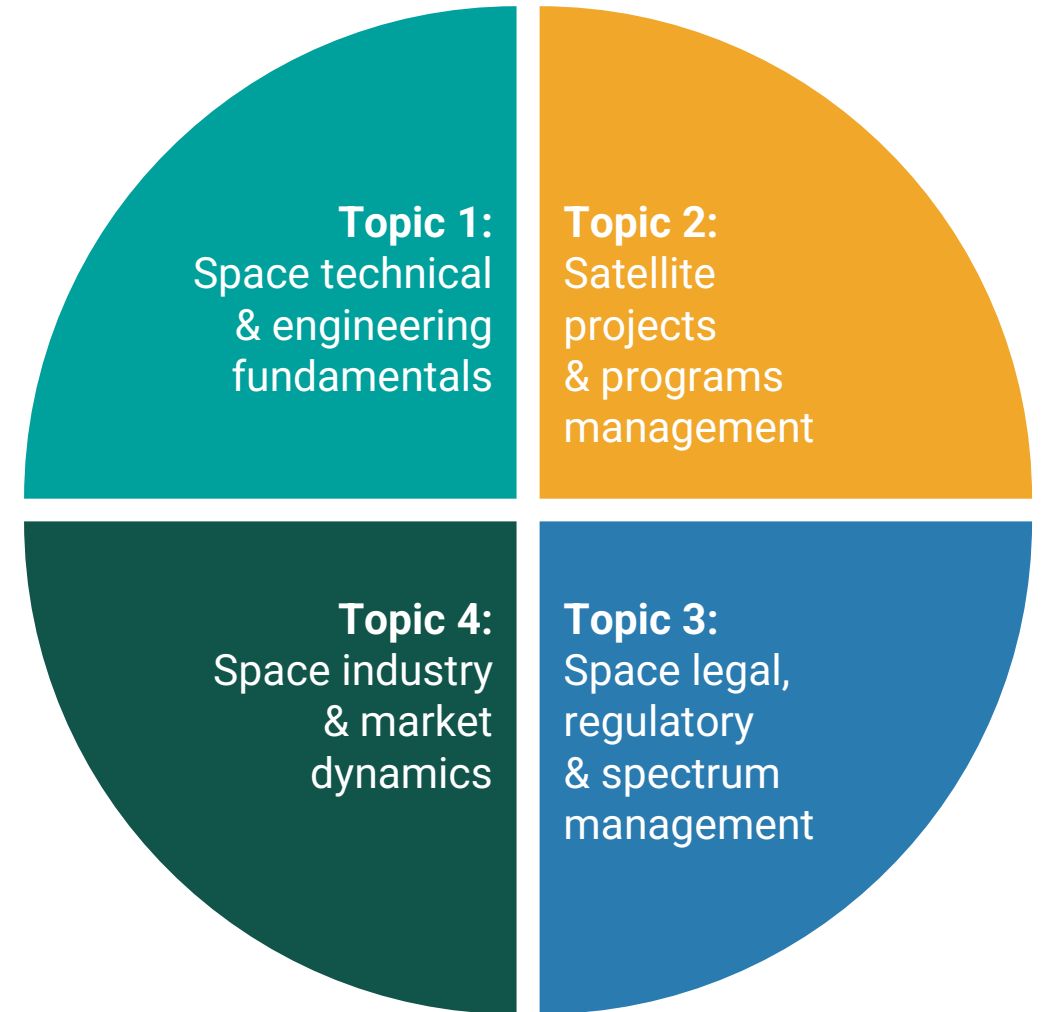 Topic 1:
Space technical
& engineering
fundamentals
Topic 2:
Satellite
projects
& programs
management
Topic 3:
Space legal,
regulatory
& spectrum
management
Topic 4:
Space industry
& market
dynamics